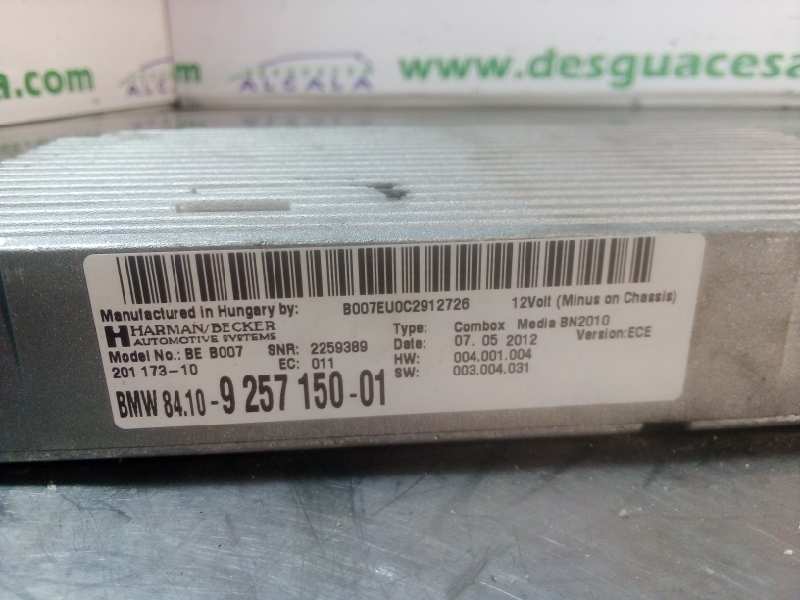 a.com
ALCALA
www.desguacesa
Manufactured in Hungary by:
B007EU0C2912726
12Volt (Minus on Chassis)
HARMAN/BECKER
AUTOMOTIVE SYSTEMS
Type: Combox Media BN2010
Model No.: BE B007 SNR: 2259389
Date: 07. 05 2012 Version:ECE
201 173-10 EC: 011
HW: 004.001.004
SW: 003.004.031
BMW 84.10-9 257 150-01